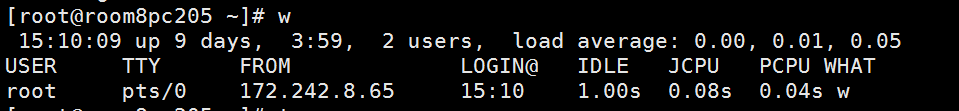 [root@room8pc205 ~]# w
 15:10:09 up 9 days,  3:59,  2 users,  load average: 0.00, 0.01, 0.05
USER     TTY      FROM             LOGIN@   IDLE   JCPU   PCPU WHAT
root     pts/0    172.242.8.65     15:10    1.00s  0.08s  0.04s w